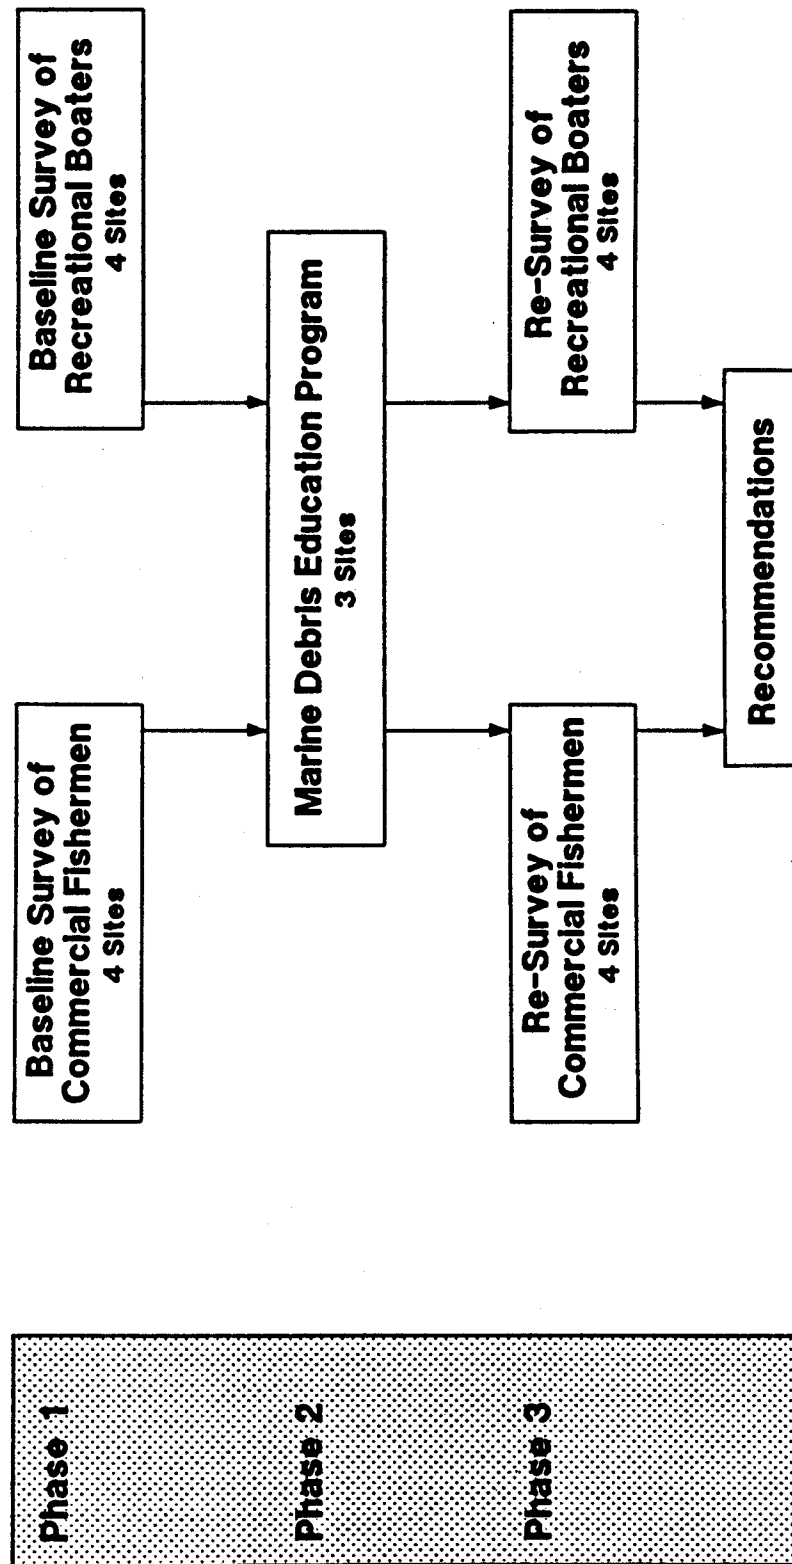 Phase 1
Baseline Survey of
Commercial Fishermen
4 Sites
Baseline Survey of
Recreational Boaters
4 Sites
Phase 2
Marine Debris Education Program
3 Sites
Phase 3
Re-Survey of
Commercial Fishermen
4 Sites
Re-Survey of
Recreational Boaters
4 Sites
Recommendations